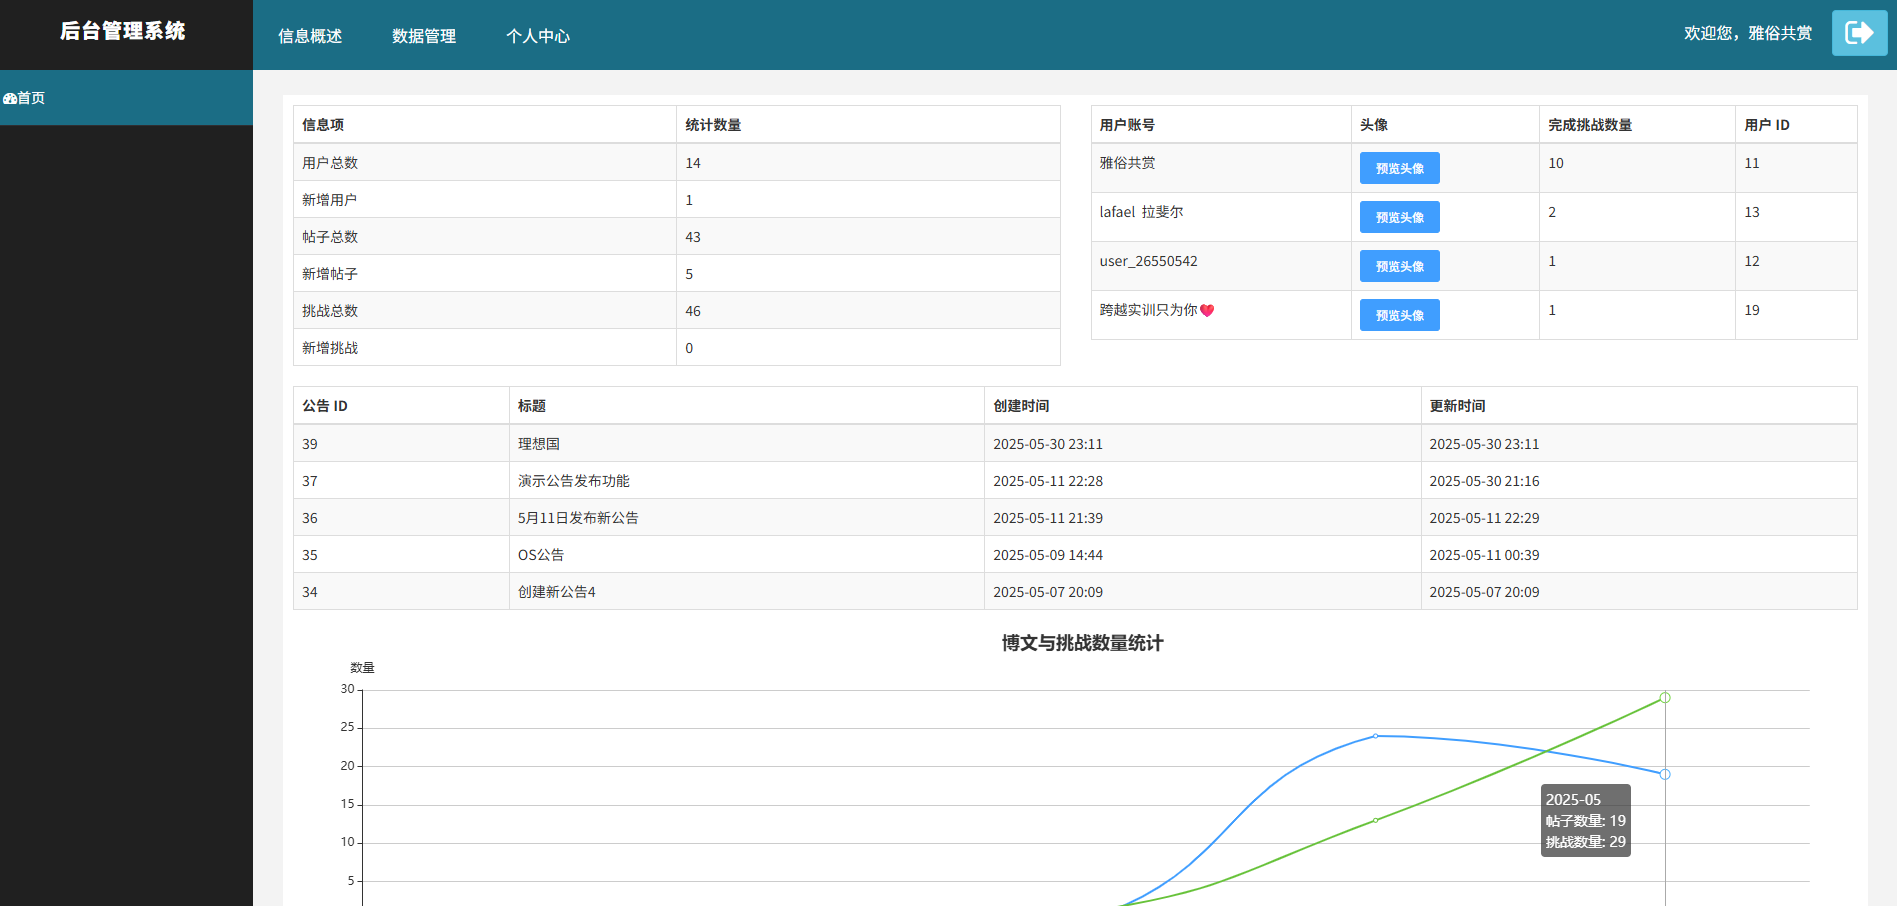 后台管理系统
信息概述 数据管理 个人中心
欢迎您，雅俗共赏
首页
信息项 统计数量
用户总数 14
新增用户 1
帖子总数 43
新增帖子 5
挑战总数 46
新增挑战 0
用户账号 头像 完成挑战数量 用户 ID
雅俗共赏 预览头像 10 11
lafael 拉斐尔 预览头像 2 13
user_26550542 预览头像 1 12
跨越实训只为你❤️ 预览头像 1 19
公告 ID 标题 创建时间 更新时间
39 理想国 2025-05-30 23:11 2025-05-30 23:11
37 演示公告发布功能 2025-05-11 22:28 2025-05-30 21:16
36 5月11日发布新公告 2025-05-11 21:39 2025-05-11 22:29
35 OS公告 2025-05-09 14:44 2025-05-11 00:39
34 创建新公告4 2025-05-07 20:09 2025-05-07 20:09
博文与挑战数量统计
数量
30
25
20
15
10
5
2025-05
帖子数量: 19
挑战数量: 29